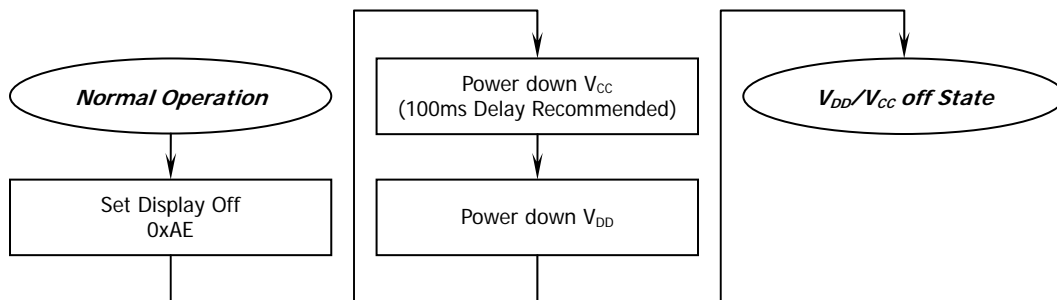 Normal Operation
Set Display Off
0xAE
Power down VCC
(100ms Delay Recommended)
Power down VDD
VDD/VCC off State